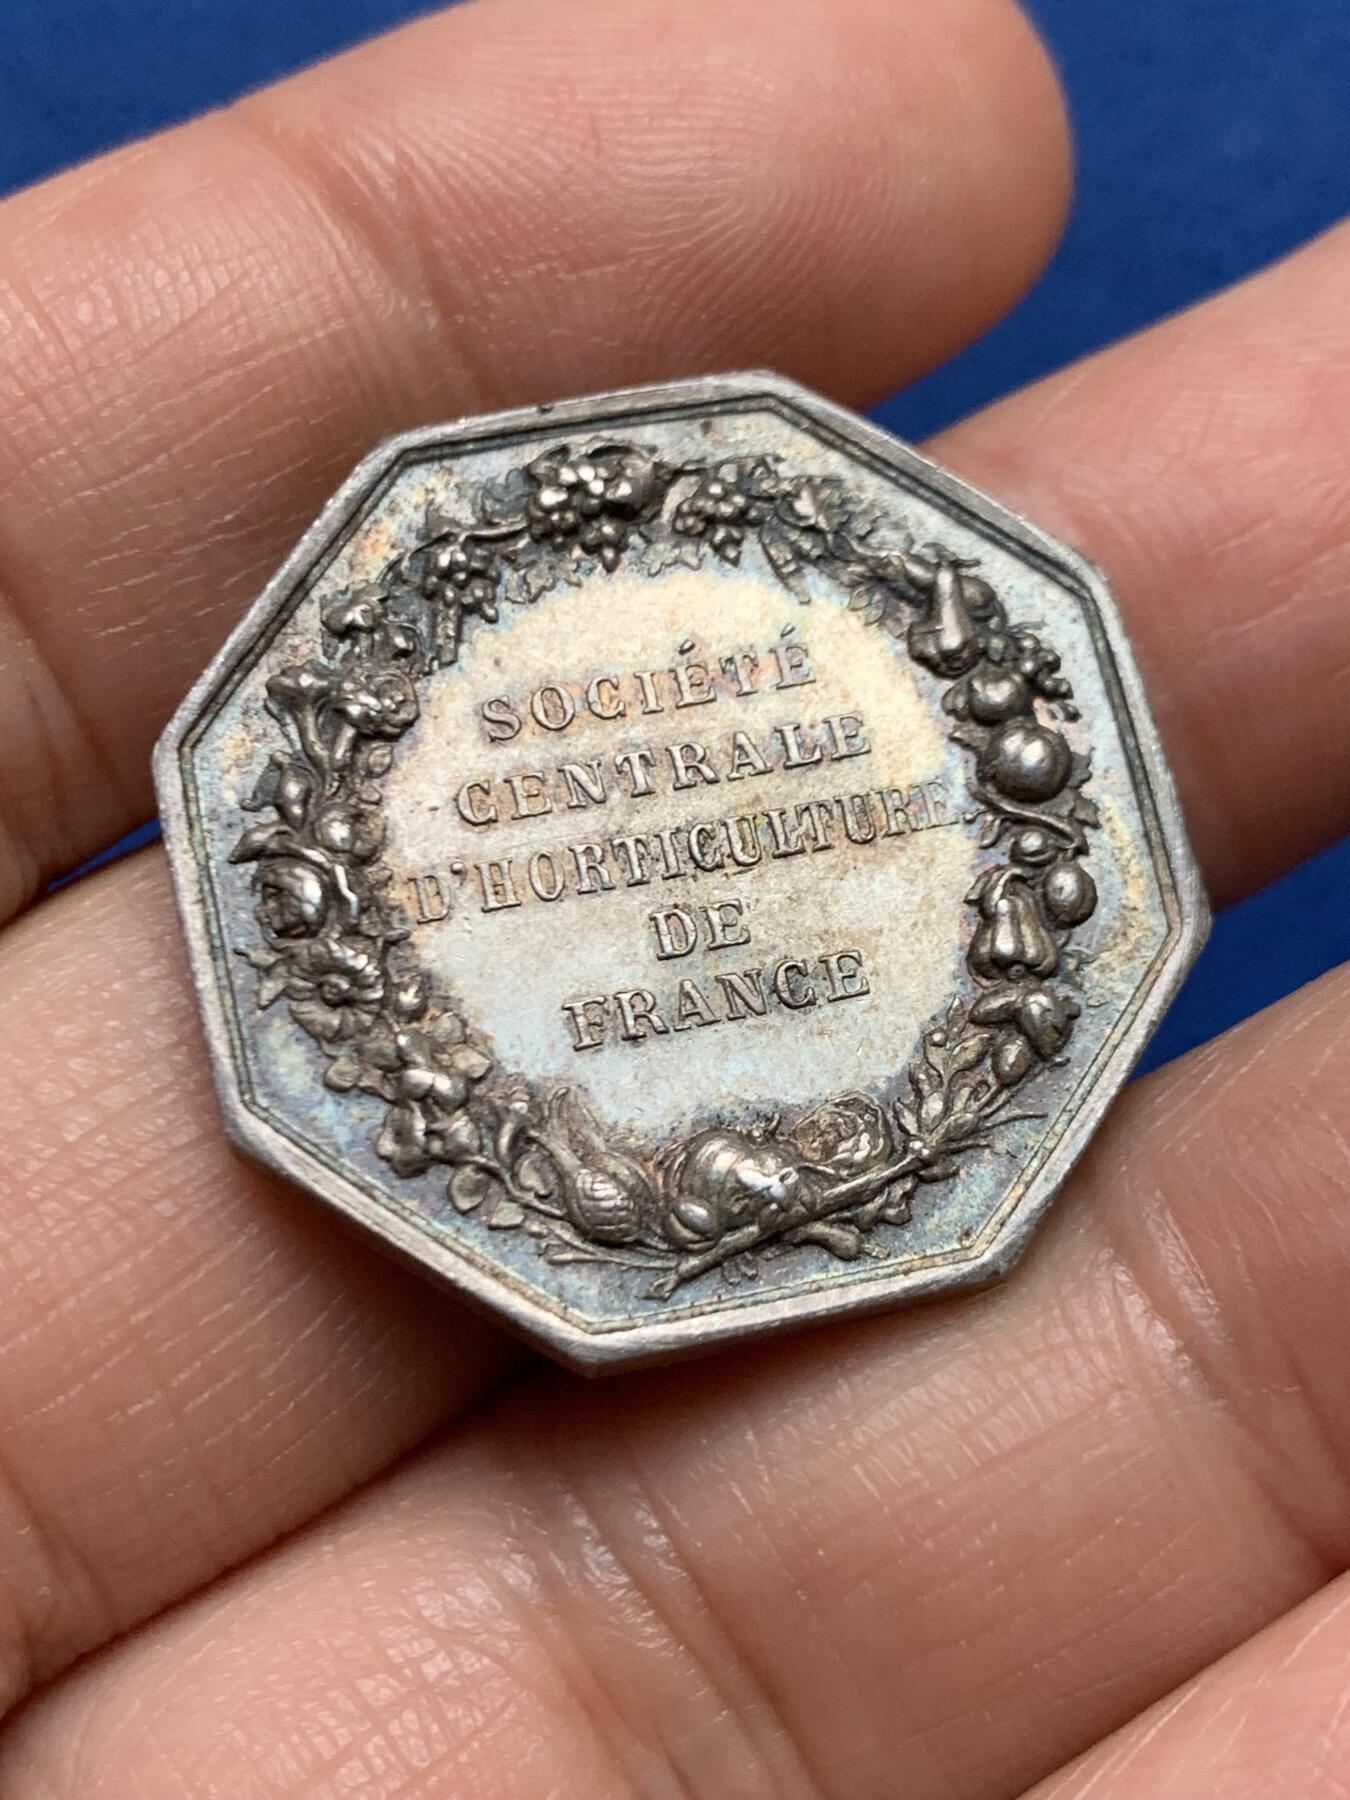 SOCIÉTÉ
CENTRALE
D'HORTICULTURE
DE
FRANCE